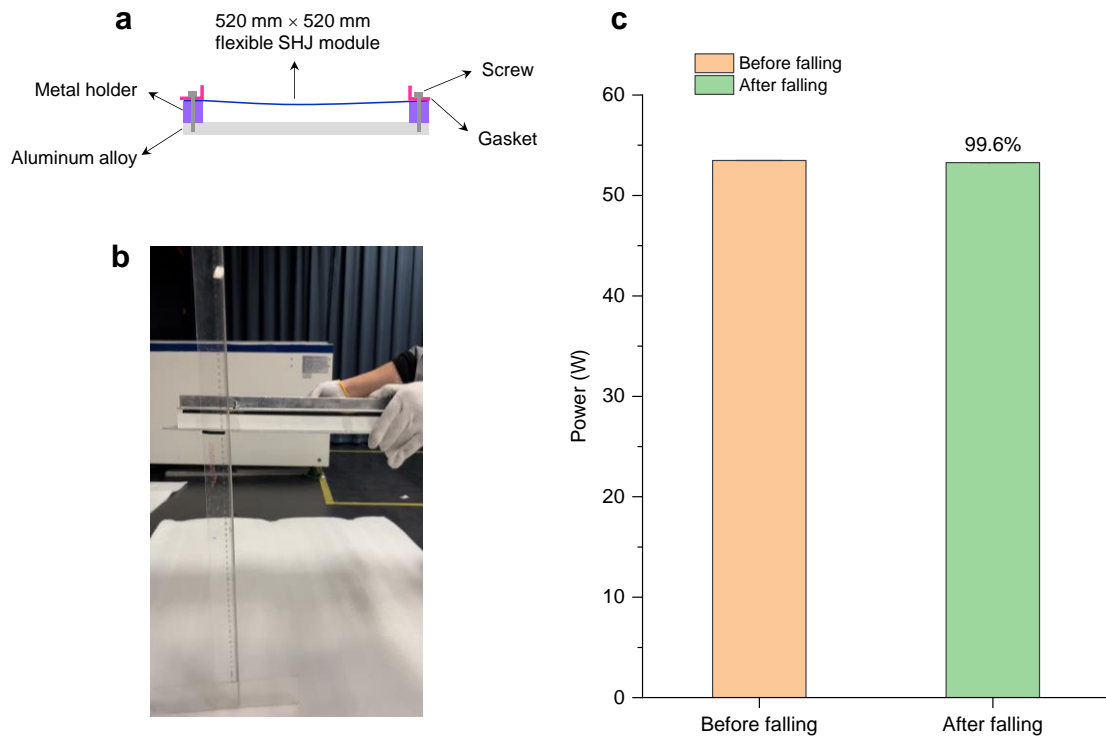 a
520 mm × 520 mm
flexible SHJ module
Metal holder
Screw
Gasket
Aluminum alloy
b
c
Before falling
After falling
60
50
40
30
20
10
0
Power (W)
99.6%
Before falling
After falling